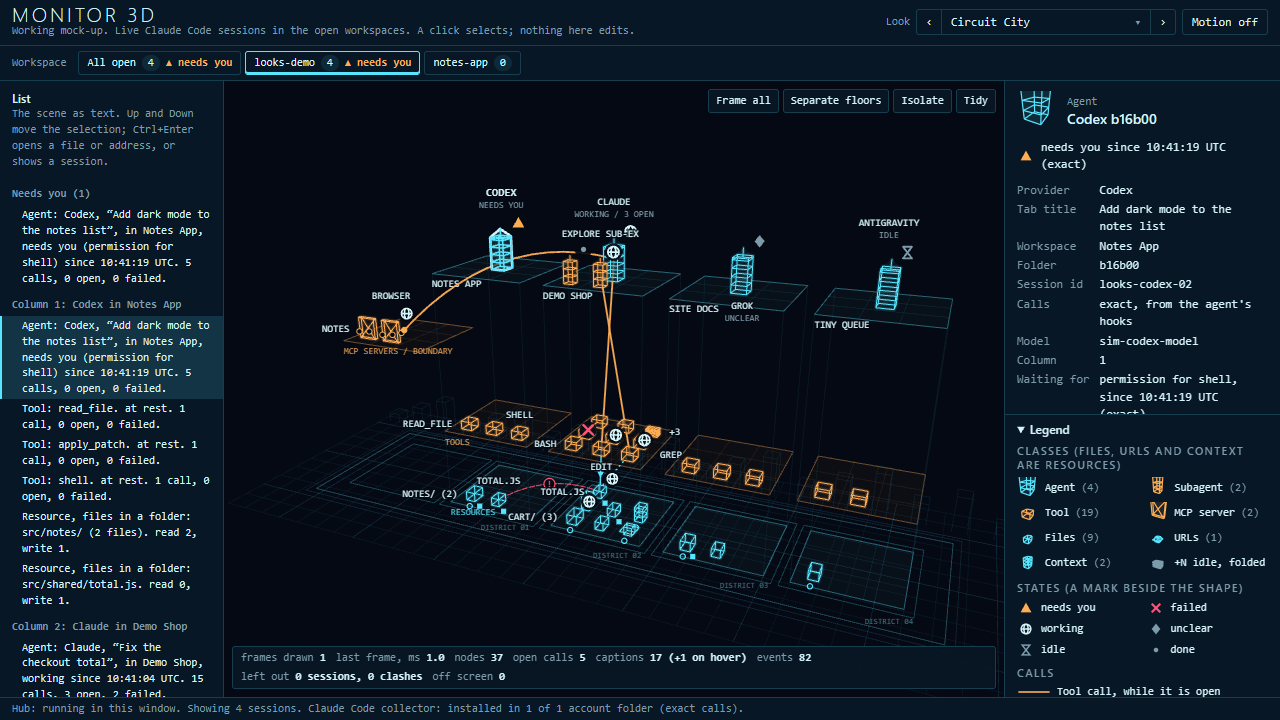 MONITOR 3D
Working mock-up. Live Claude Code sessions in the open workspaces. A click selects; nothing here edits.
Look
‹
Circuit City
›
Motion off
Workspace
All open 4 ▲ needs you
looks-demo 4 ▲ needs you
notes-app 0
List
The scene as text. Up and Down
move the selection; Ctrl+Enter
opens a file or address, or
shows a session.
Needs you (1)
Agent: Codex, “Add dark mode to
the notes list”, in Notes App,
needs you (permission for
shell) since 10:41:19 UTC. 5
calls, 0 open, 0 failed.
Column 1: Codex in Notes App
Agent: Codex, “Add dark mode to
the notes list”, in Notes App,
needs you (permission for
shell) since 10:41:19 UTC. 5
calls, 0 open, 0 failed.
Tool: read_file. at rest. 1
call, 0 open, 0 failed.
Tool: apply_patch. at rest. 1
call, 0 open, 0 failed.
Tool: shell. at rest. 1 call, 0
open, 0 failed.
Resource, files in a folder:
src/notes/ (2 files). read 2,
write 1.
Resource, files in a folder:
src/shared/total.js. read 0,
write 1.
Column 2: Claude in Demo Shop
Agent: Claude, “Fix the
checkout total”, in Demo Shop,
working since 10:41:04 UTC. 15
calls, 3 open, 2 failed.
Frame all
Separate floors
Isolate
Tidy
CODEX
NEEDS YOU
CLAUDE
WORKING / 3 OPEN
EXPLORE SUB-EX
ANTIGRAVITY
IDLE
NOTES APP
DEMO SHOP
SITE DOCS
GROK
UNCLEAR
TINY QUEUE
BROWSER
NOTES
MCP SERVERS / BOUNDARY
SHELL
READ_FILE
TOOLS
BASH
+3
GREP
EDIT
TOTAL.JS
TOTAL.JS
NOTES/ (2)
RESOURCES
CART/ (3)
DISTRICT 01
DISTRICT 02
DISTRICT 03
DISTRICT 04
frames drawn 1 last frame, ms 1.0 nodes 37 open calls 5 captions 17 (+1 on hover) events 82
left out 0 sessions, 0 clashes off screen 0
Agent
Codex b16b00
needs you since 10:41:19 UTC
(exact)
Provider Codex
Tab title Add dark mode to the
notes list
Workspace Notes App
Folder b16b00
Session id looks-codex-02
Calls exact, from the agent's
hooks
Model sim-codex-model
Column 1
Waiting for permission for shell,
since 10:41:19 UTC
(exact)
▼ Legend
CLASSES (FILES, URLS AND CONTEXT
ARE RESOURCES)
Agent (4)
Subagent (2)
Tool (19)
MCP server (2)
Files (9)
URLs (1)
Context (2)
+N idle, folded
STATES (A MARK BESIDE THE SHAPE)
needs you
failed
working
unclear
idle
done
CALLS
Tool call, while it is open
Hub: running in this window. Showing 4 sessions. Claude Code collector: installed in 1 of 1 account folder (exact calls).